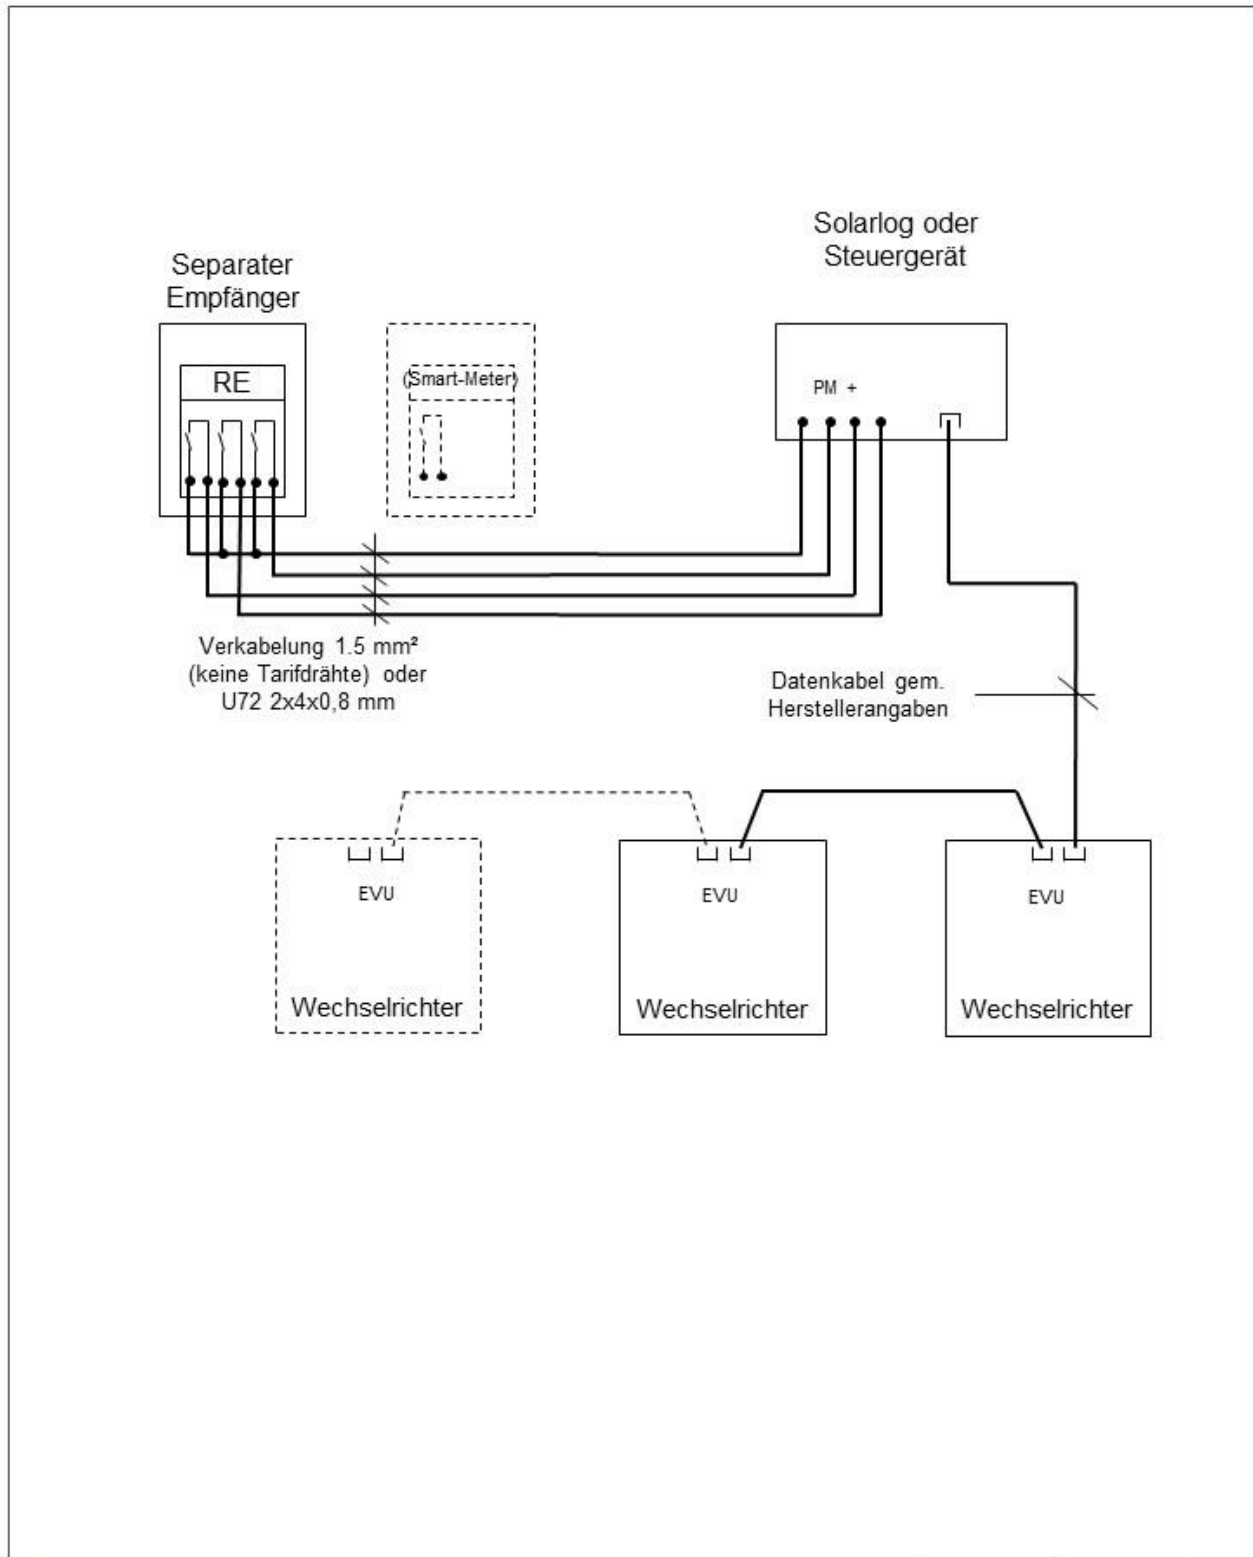 Solarlog oder
Steuergerät
Separater
Empfänger
RE
(Smart-Meter)
PM +
Verkabelung 1.5 mm²
(keine Tarifdrähte) oder
U72 2x4x0,8 mm
Datenkabel gem.
Herstellerangaben
EVU
EVU
EVU
Wechselrichter
Wechselrichter
Wechselrichter